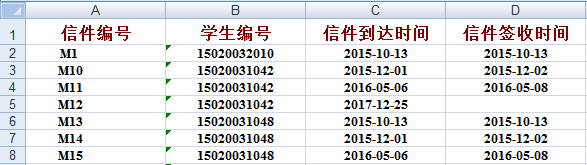 A B C D
1 信件编号 学生编号 信件到达时间 信件签收时间
2 M1 15020032010 2015-10-13 2015-10-13
3 M10 15020031042 2015-12-01 2015-12-02
4 M11 15020031042 2016-05-06 2016-05-08
5 M12 15020031042 2017-12-25
6 M13 15020031048 2015-10-13 2015-10-13
7 M14 15020031048 2015-12-01 2015-12-02
8 M15 15020031048 2016-05-06 2016-05-08